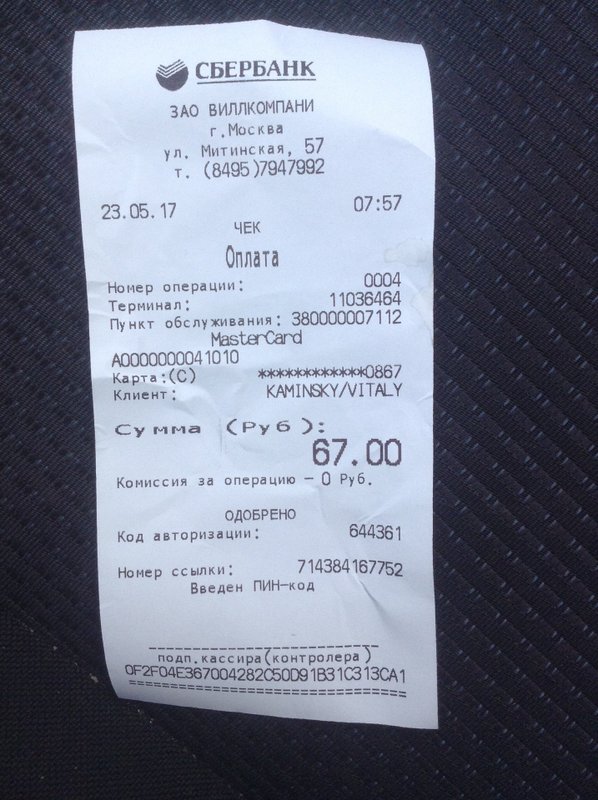 СБЕРБАНК
ЗАО ВИЛЛКОМПАНИ
г.Москва
ул. Митинская, 57
т. (8495)7947992
23.05.17 07:57
ЧЕК
Оплата
Номер операции: 0004
Терминал: 11036464
Пункт обслуживания: 380000007112
MasterCard
A0000000041010
Карта:(C) ************0867
Клиент: KAMINSKY/VITALY
Сумма (Руб):
67.00
Комиссия за операцию – 0 Руб.
ОДОБРЕНО
Код авторизации: 644361
Номер ссылки: 714384167752
Введен ПИН-код
подп.кассира(контролера)
0F2F04E367004282C50D91B31C313CA1